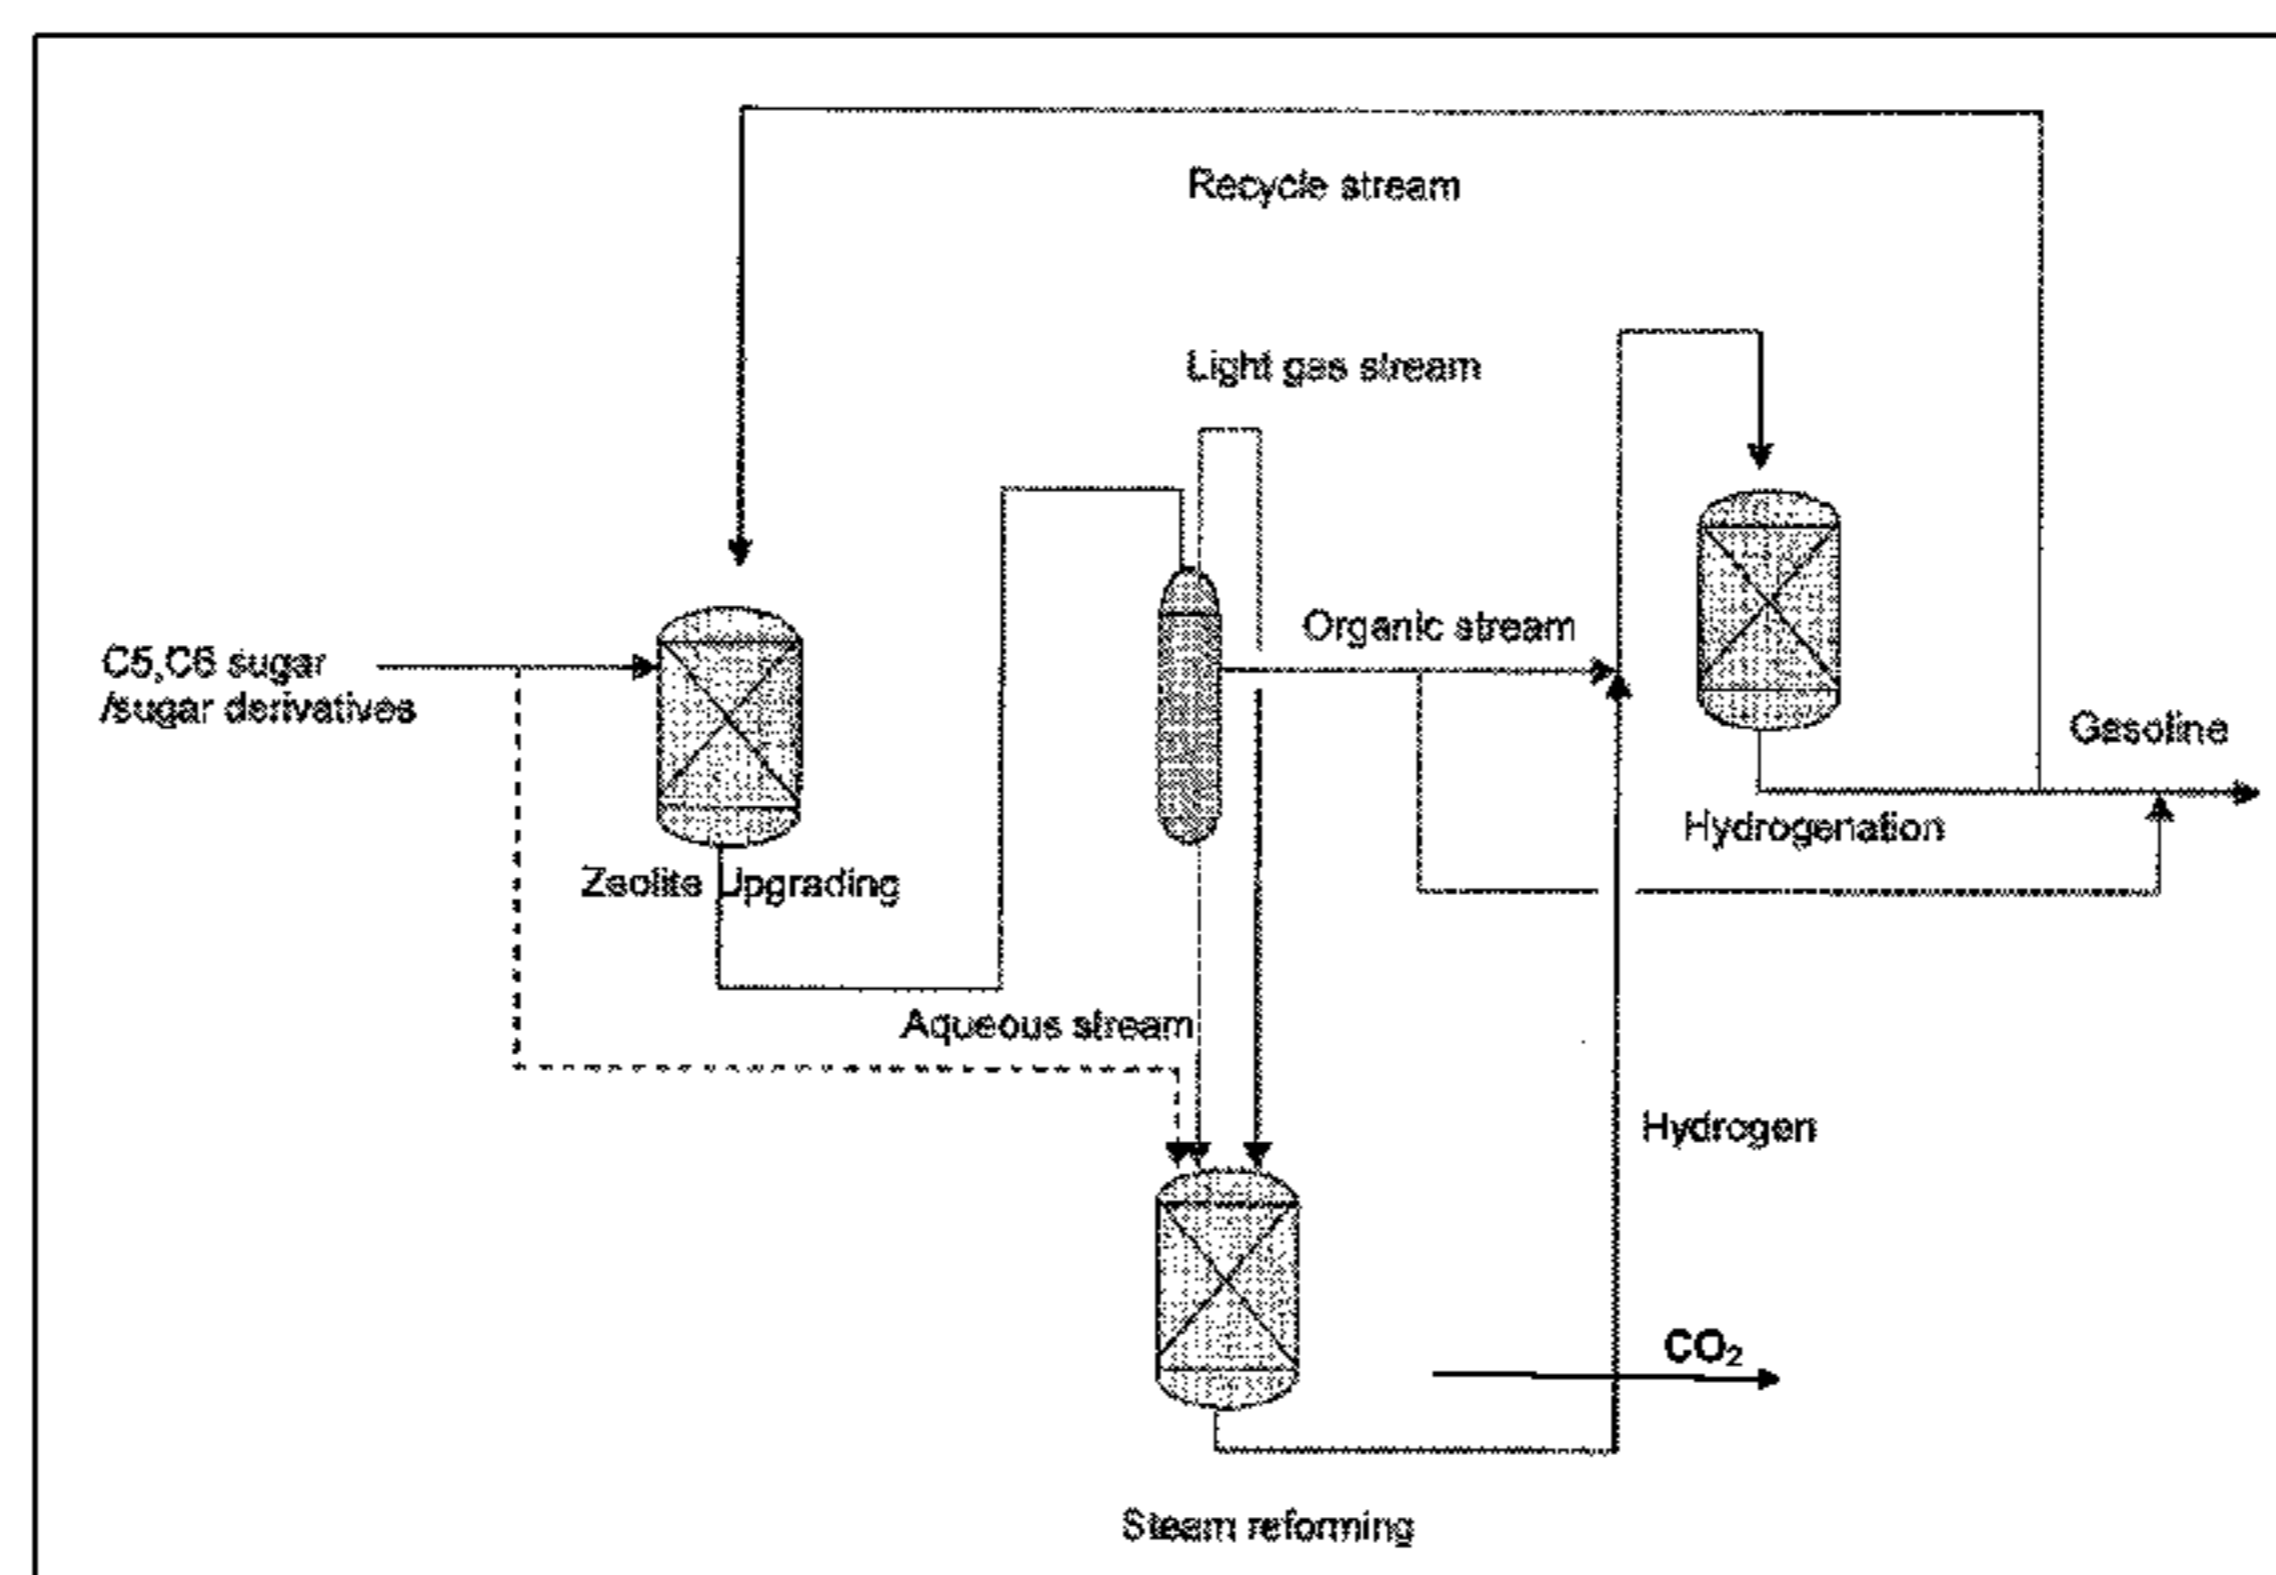 Recycle stream
Light gas stream
Organic stream
C5,C6 sugar
/sugar derivatives
Gasoline
Hydrogenation
Zeolite Upgrading
Aqueous stream
Hydrogen
CO₂
Steam reforming